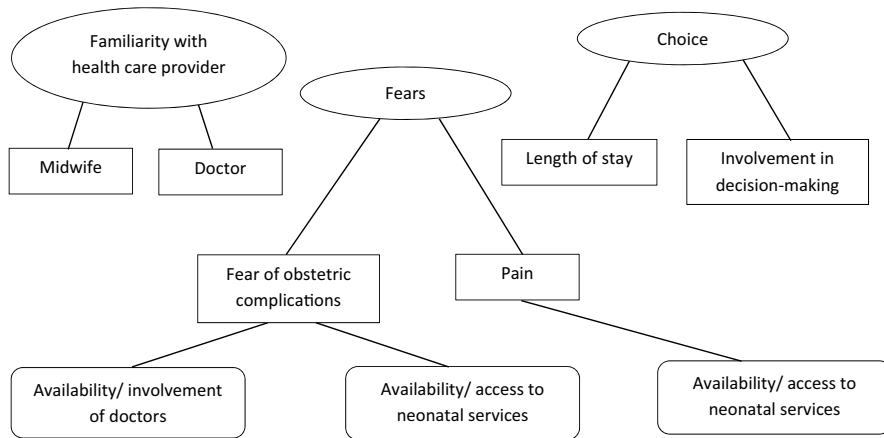 Familiarity with
health care provider
Choice
Fears
Midwife
Doctor
Length of stay
Involvement in
decision-making
Fear of obstetric
complications
Pain
Availability/ involvement
of doctors
Availability/ access to
neonatal services
Availability/ access to
neonatal services